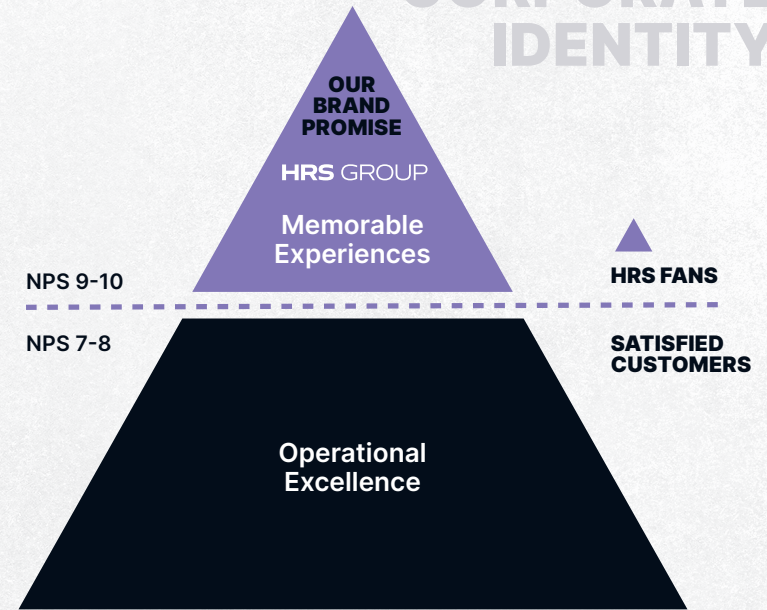 CORPORATE
IDENTITY
OUR
BRAND
PROMISE
HRS GROUP
Memorable
Experiences
NPS 9-10
HRS FANS
NPS 7-8
SATISFIED
CUSTOMERS
Operational
Excellence